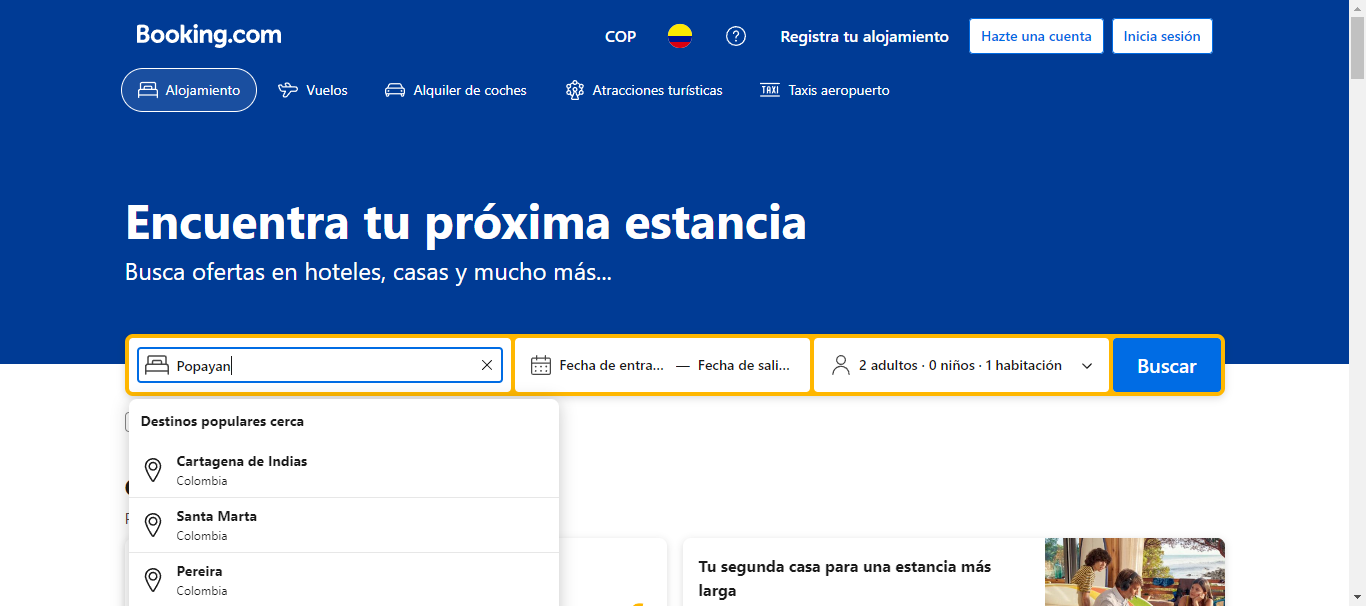 Booking.com
COP
Registra tu alojamiento
Hazte una cuenta
Inicia sesión
Alojamiento
Vuelos
Alquiler de coches
Atracciones turísticas
TAXI
Taxis aeropuerto
Encuentra tu próxima estancia
Busca ofertas en hoteles, casas y mucho más...
Popayan
Fecha de entra... — Fecha de sali...
2 adultos · 0 niños · 1 habitación
Buscar
Destinos populares cerca
Cartagena de Indias
Colombia
Santa Marta
Colombia
Pereira
Colombia
Tu segunda casa para una estancia más
larga